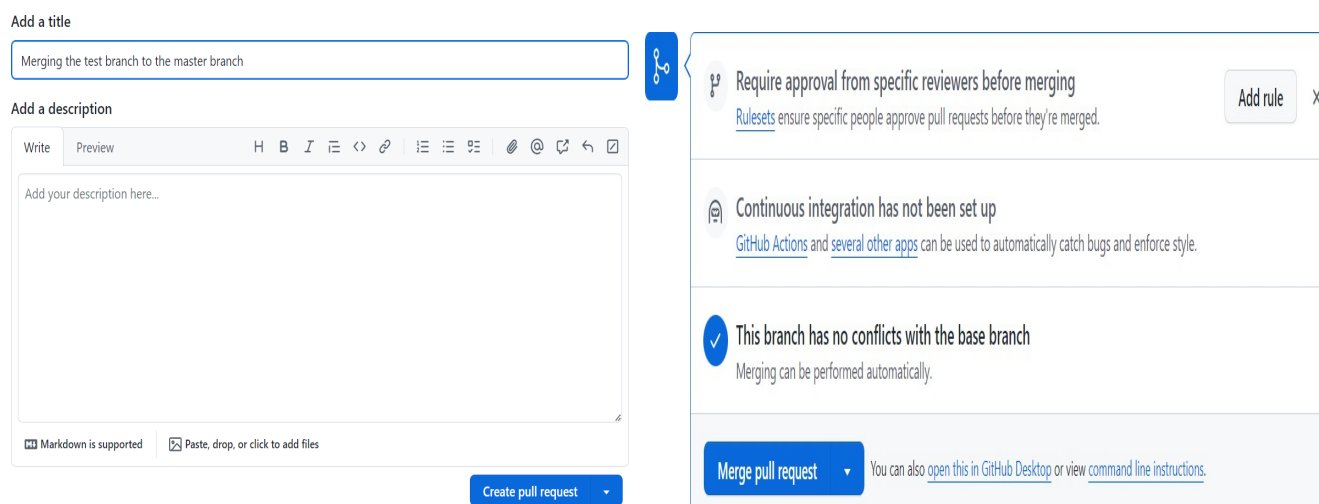 Add a title
Merging the test branch to the master branch
Add a description
Write Preview
Add your description here...
Markdown is supported Paste, drop, or click to add files
Create pull request
Require approval from specific reviewers before merging
Rulesets ensure specific people approve pull requests before they're merged.
Add rule
Continuous integration has not been set up
GitHub Actions and several other apps can be used to automatically catch bugs and enforce style.
This branch has no conflicts with the base branch
Merging can be performed automatically.
Merge pull request You can also open this in GitHub Desktop or view command line instructions.